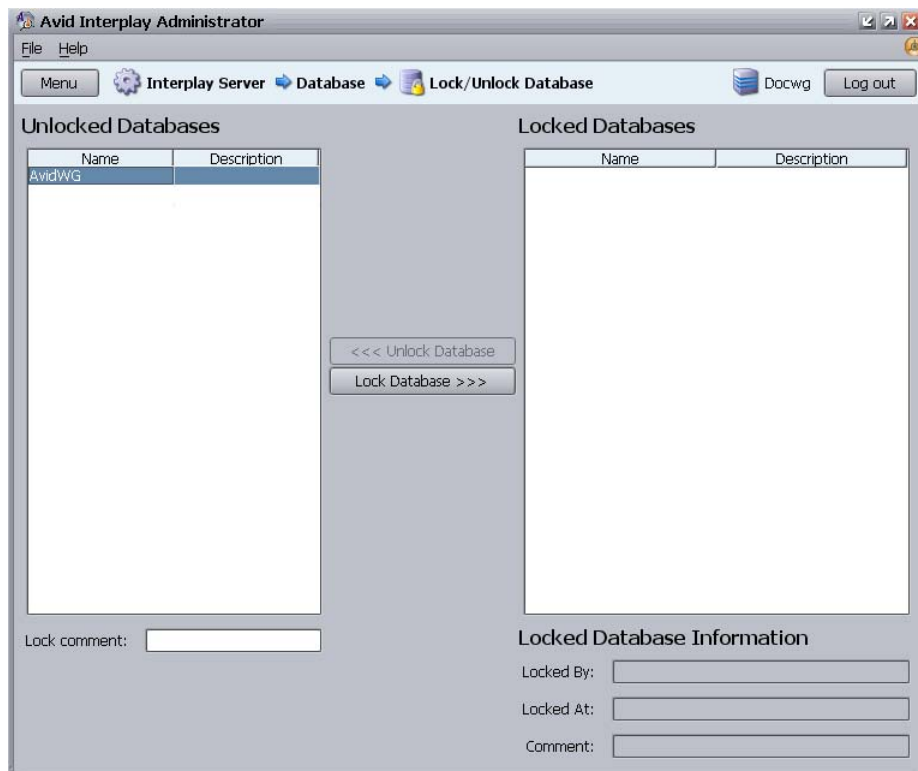 Avid Interplay Administrator
File Help
Menu Interplay Server Database Lock/Unlock Database Docwg Log out
Unlocked Databases
Name Description
AvidWG
<<< Unlock Database
Lock Database >>>
Lock comment:
Locked Databases
Name Description
Locked Database Information
Locked By:
Locked At:
Comment: